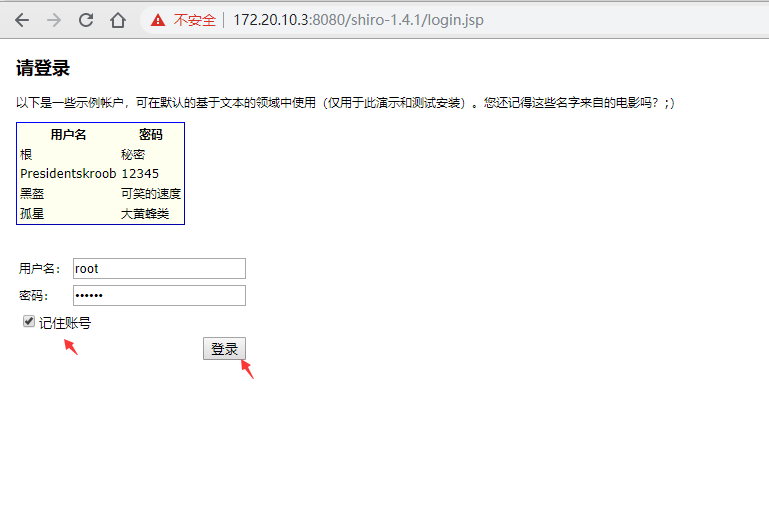 不安全 172.20.10.3:8080/shiro-1.4.1/login.jsp
请登录
以下是一些示例帐户，可在默认的基于文本的领域中使用（仅用于此演示和测试安装）。您还记得这些名字来自的电影吗？;）
用户名 密码
根 秘密
Presidentskroob 12345
黑盔 可笑的速度
孤星 大黄蜂类
用户名： root
密码： ••••••
记住账号
登录